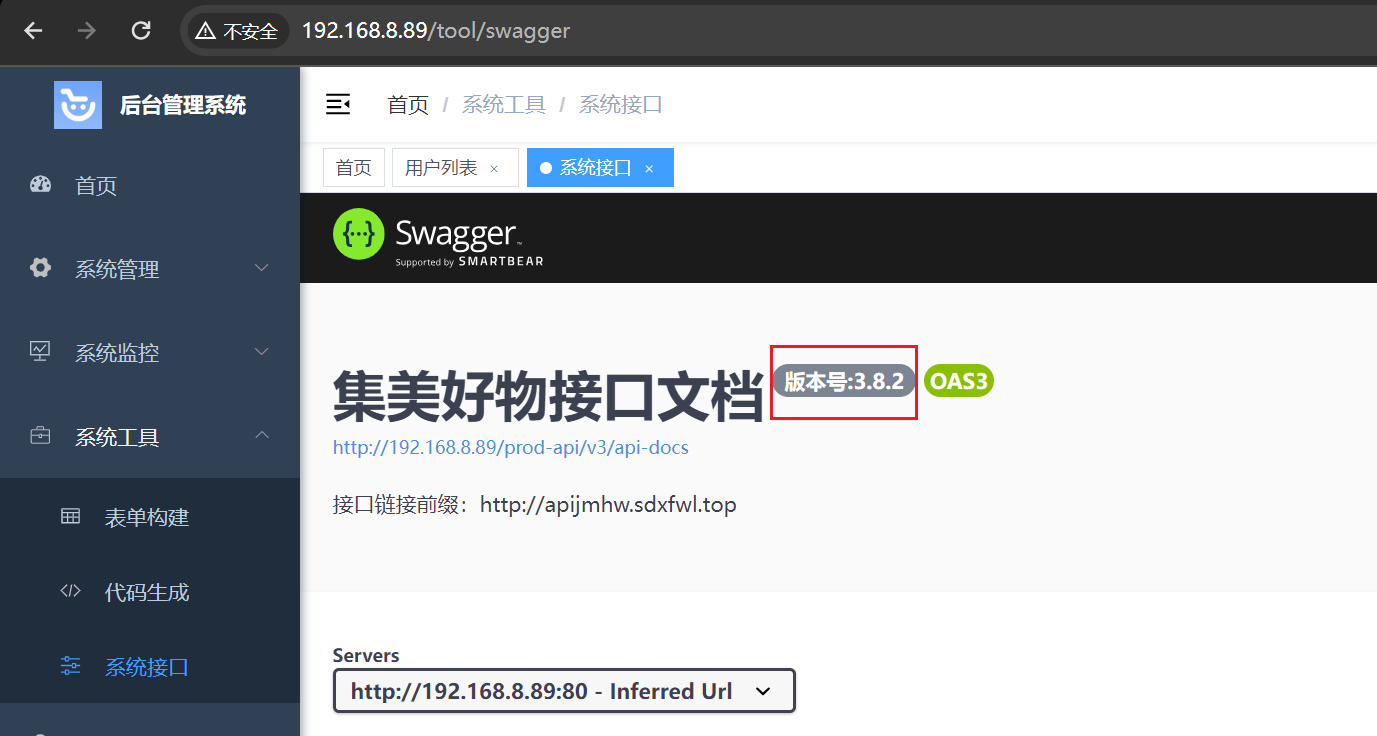 不安全 192.168.8.89/tool/swagger
后台管理系统
首页
系统管理
系统监控
系统工具
表单构建
代码生成
系统接口
首页 / 系统工具 / 系统接口
首页 用户列表 × 系统接口 ×
{···} Swagger™
Supported by SMARTBEAR
集美好物接口文档 版本号:3.8.2 OAS3
http://192.168.8.89/prod-api/v3/api-docs
接口链接前缀：http://apijmhw.sdxfwl.top
Servers
http://192.168.8.89:80 - Inferred Url